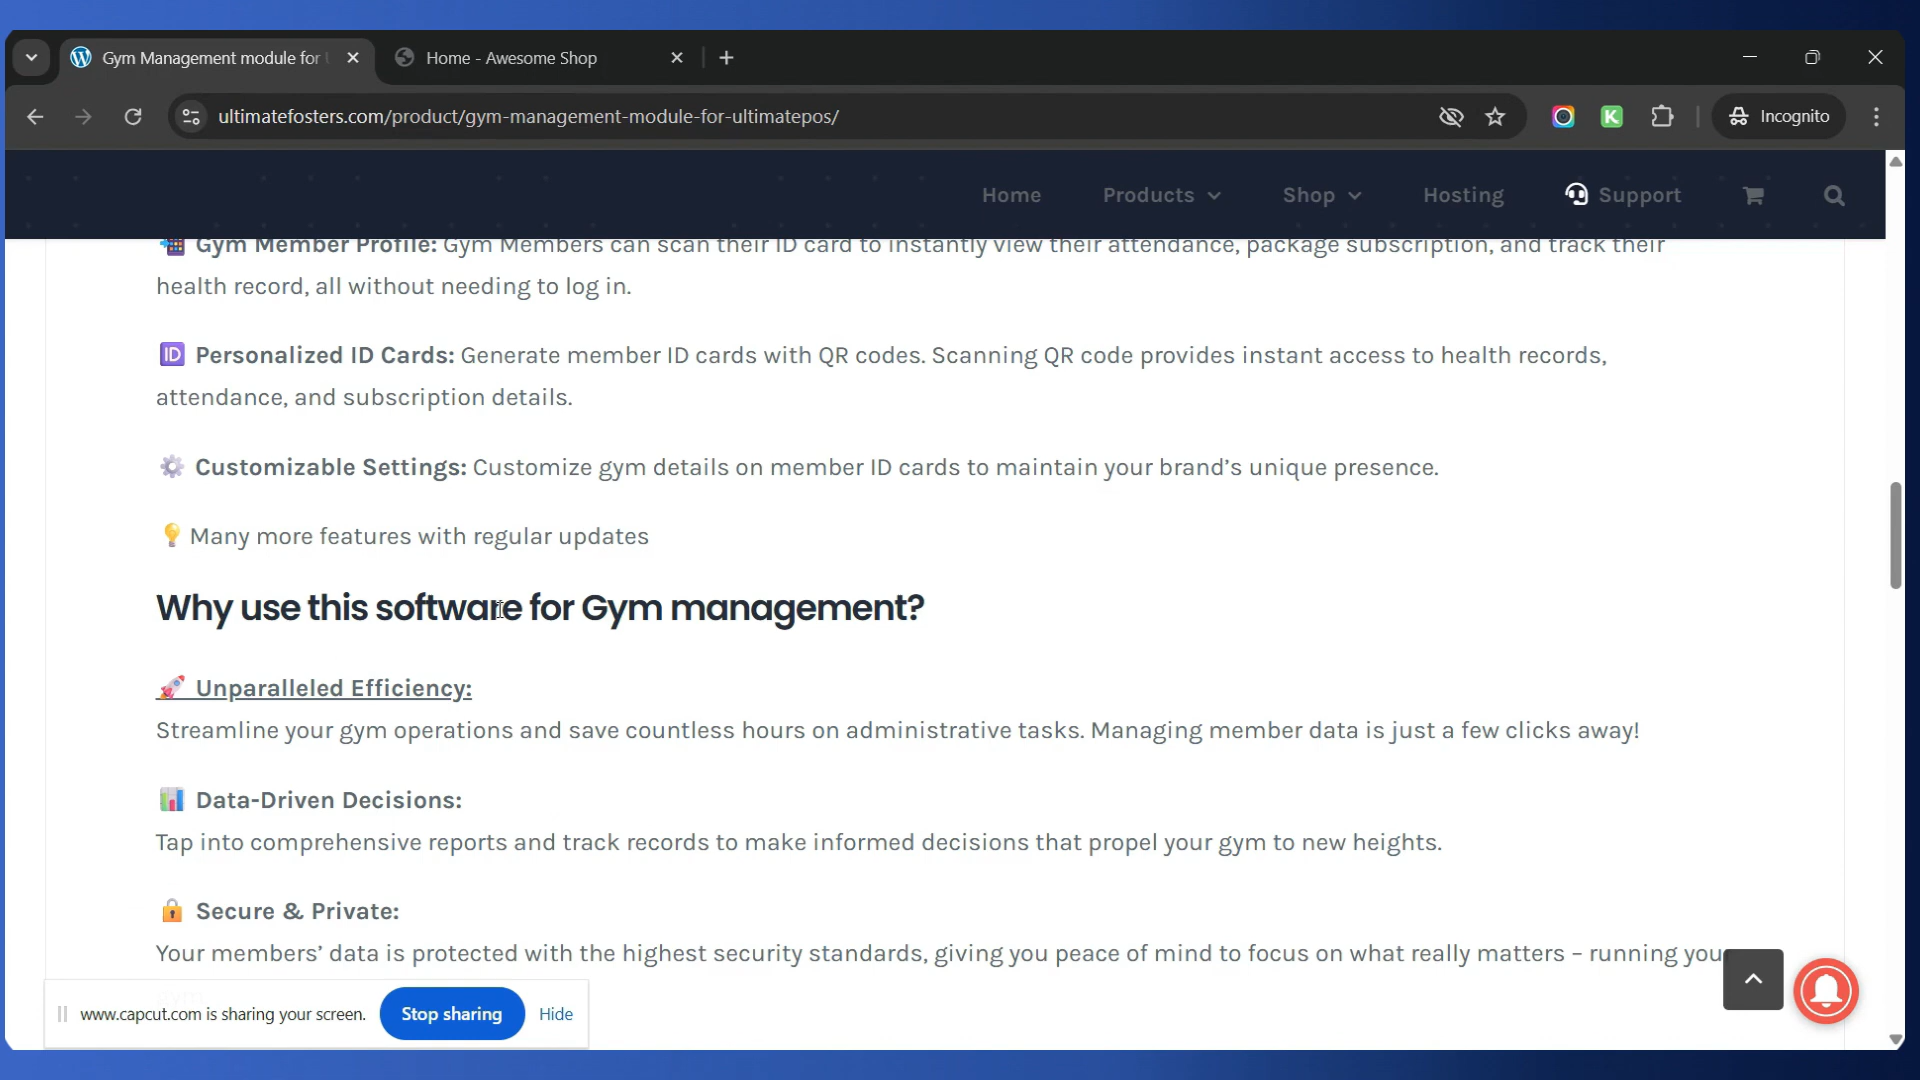 Gym Management module for
Home - Awesome Shop
ultimatefosters.com/product/gym-management-module-for-ultimatepos/
K
Incognito
Home
Products
Shop
Hosting
Support
Gym Member Profile: Gym Members can scan their ID card to instantly view their attendance, package subscription, and track their
health record, all without needing to log in.
ID Personalized ID Cards: Generate member ID cards with QR codes. Scanning QR code provides instant access to health records,
attendance, and subscription details.
Customizable Settings: Customize gym details on member ID cards to maintain your brand’s unique presence.
Many more features with regular updates
Why use this software for Gym management?
Unparalleled Efficiency:
Streamline your gym operations and save countless hours on administrative tasks. Managing member data is just a few clicks away!
Data-Driven Decisions:
Tap into comprehensive reports and track records to make informed decisions that propel your gym to new heights.
Secure & Private:
Your members’ data is protected with the highest security standards, giving you peace of mind to focus on what really matters – running your
www.capcut.com is sharing your screen.
Stop sharing
Hide